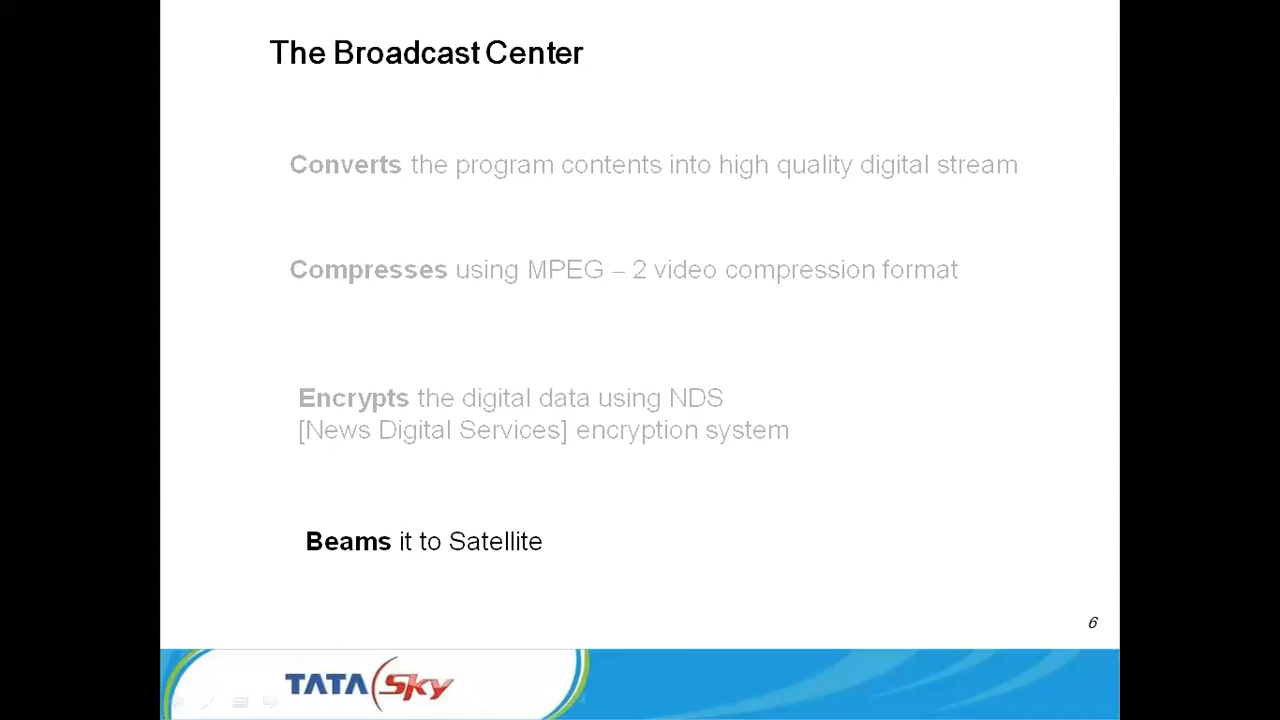 The Broadcast Center
Converts the program contents into high quality digital stream
Compresses using MPEG – 2 video compression format
Encrypts the digital data using NDS
[News Digital Services] encryption system
Beams it to Satellite
6
TATA Sky